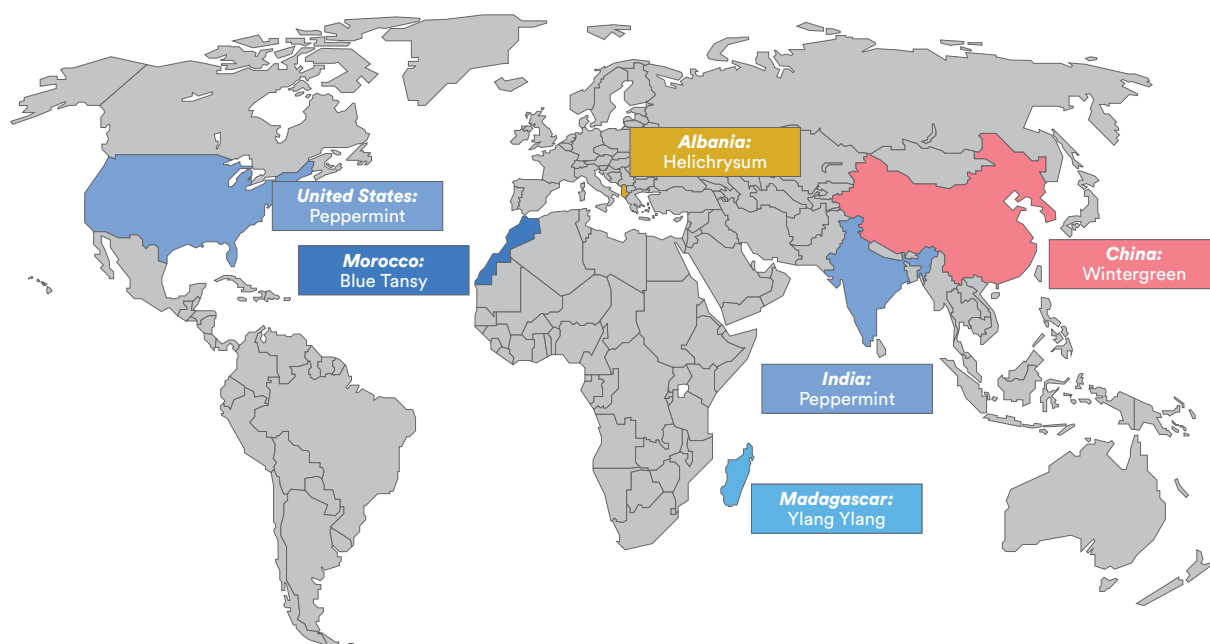 Albania:
Helichrysum
United States:
Peppermint
Morocco:
Blue Tansy
China:
Wintergreen
India:
Peppermint
Madagascar:
Ylang Ylang